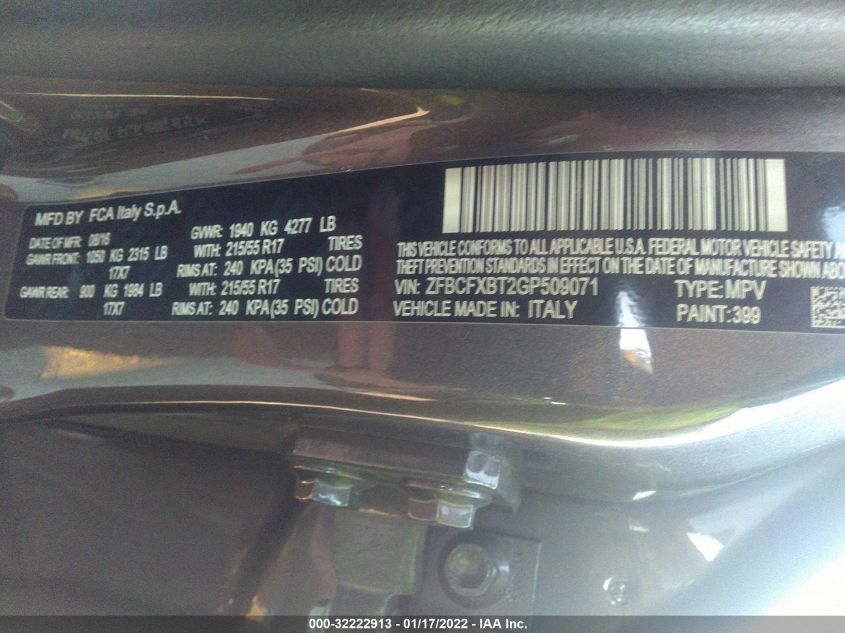 MFD BY FCA Italy S.p.A.
DATE OF MFR: 08/16 GVWR: 1940 KG 4277 LB
GAWR FRONT: 1050 KG 2315 LB WITH: 215/55 R17 TIRES
17X7 RIMS AT: 240 KPA(35 PSI) COLD
GAWR REAR: 900 KG 1984 LB WITH: 215/55 R17 TIRES
17X7 RIMS AT: 240 KPA(35 PSI) COLD
THIS VEHICLE CONFORMS TO ALL APPLICABLE U.S.A. FEDERAL MOTOR VEHICLE SAFETY AN
THEFT PREVENTION STANDARDS IN EFFECT ON THE DATE OF MANUFACTURE SHOWN ABO
VIN: ZFBCFXBT2GP509071 TYPE: MPV
VEHICLE MADE IN: ITALY PAINT: 399
000-32222913 - 01/17/2022 - IAA Inc.